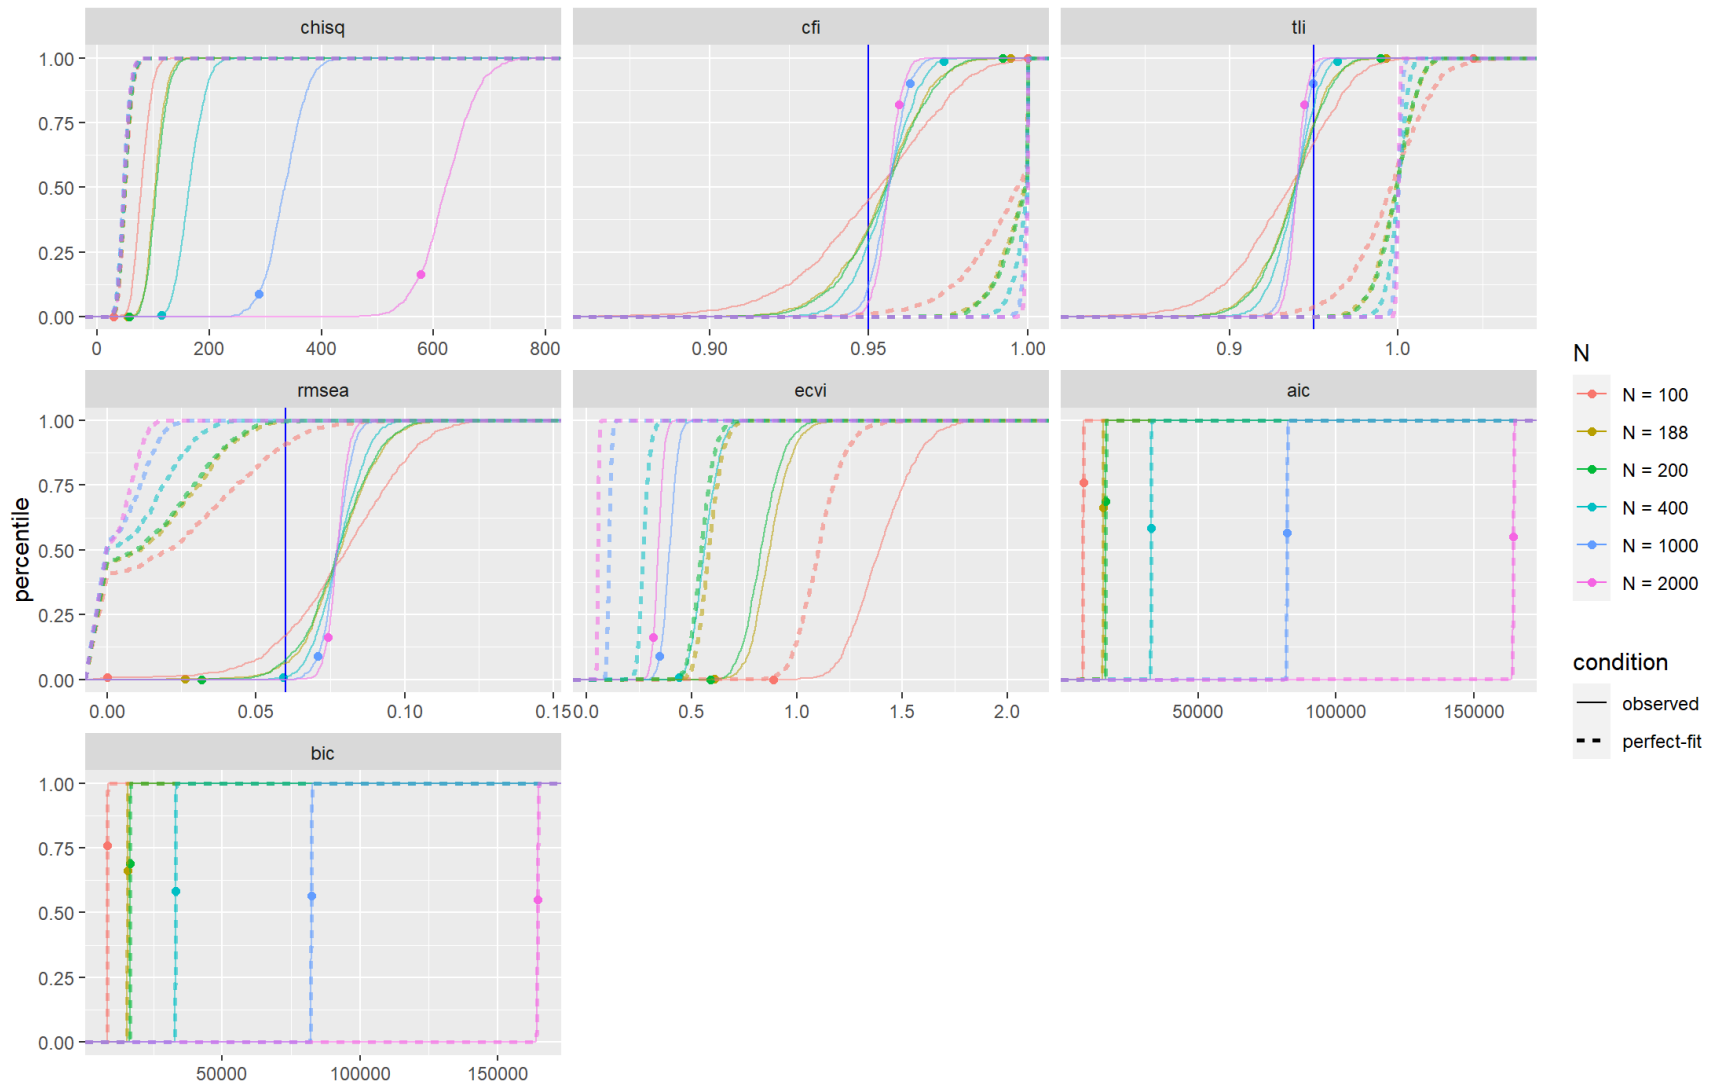 chisq cfi tli
1.00
0.75
0.50
0.25
0.00
0 200 400 600 800 0.90 0.95 1.00 0.9 1.0
rmsea ecvi aic
1.00
0.75
0.50
0.25
0.00
0.00 0.05 0.10 0.15 0.0 0.5 1.0 1.5 2.0 50000 100000 150000
bic
1.00
0.75
0.50
0.25
0.00
50000 100000 150000
percentile
N
N = 100
N = 188
N = 200
N = 400
N = 1000
N = 2000
condition
observed
perfect-fit